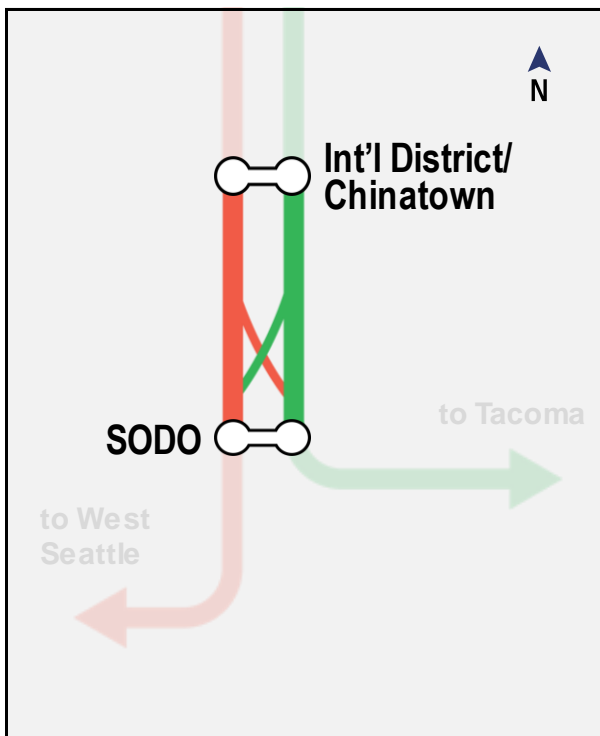 N
Int'l District/
Chinatown
to Tacoma
SODO
to West
Seattle